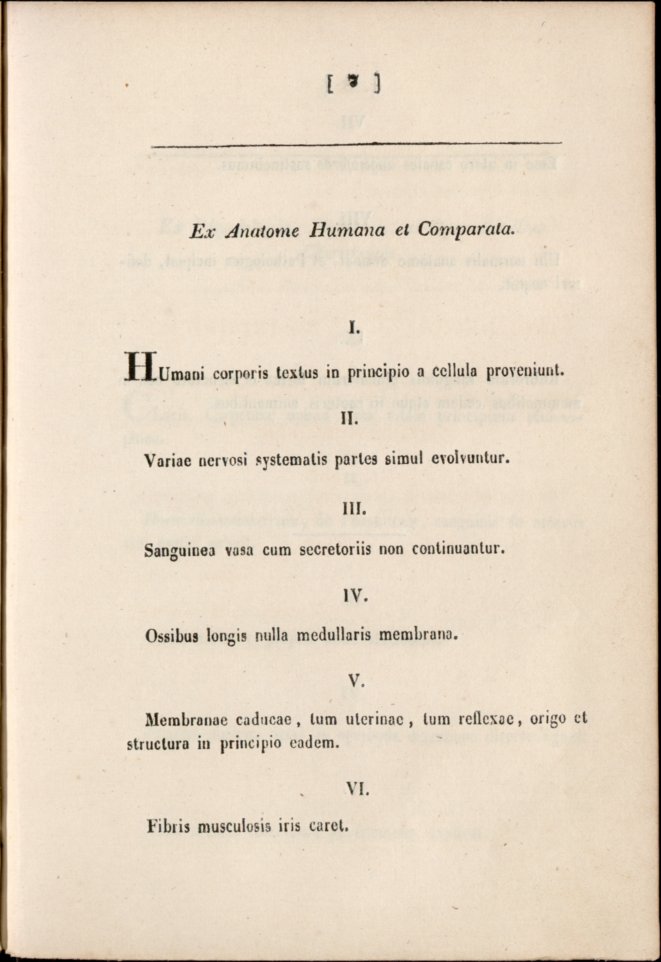 [ 7 ]
Ex Anatome Humana et Comparata.
I.
HUmani corporis textus in principio a cellula proveniunt.
II.
Variae nervosi systematis partes simul evolvuntur.
III.
Sanguinea vasa cum secretoriis non continuantur.
IV.
Ossibus longis nulla medullaris membrana.
V.
Membranae caducae, tum uterinae, tum reflexae, origo et
structura in principio eadem.
VI.
Fibris musculosis iris caret.